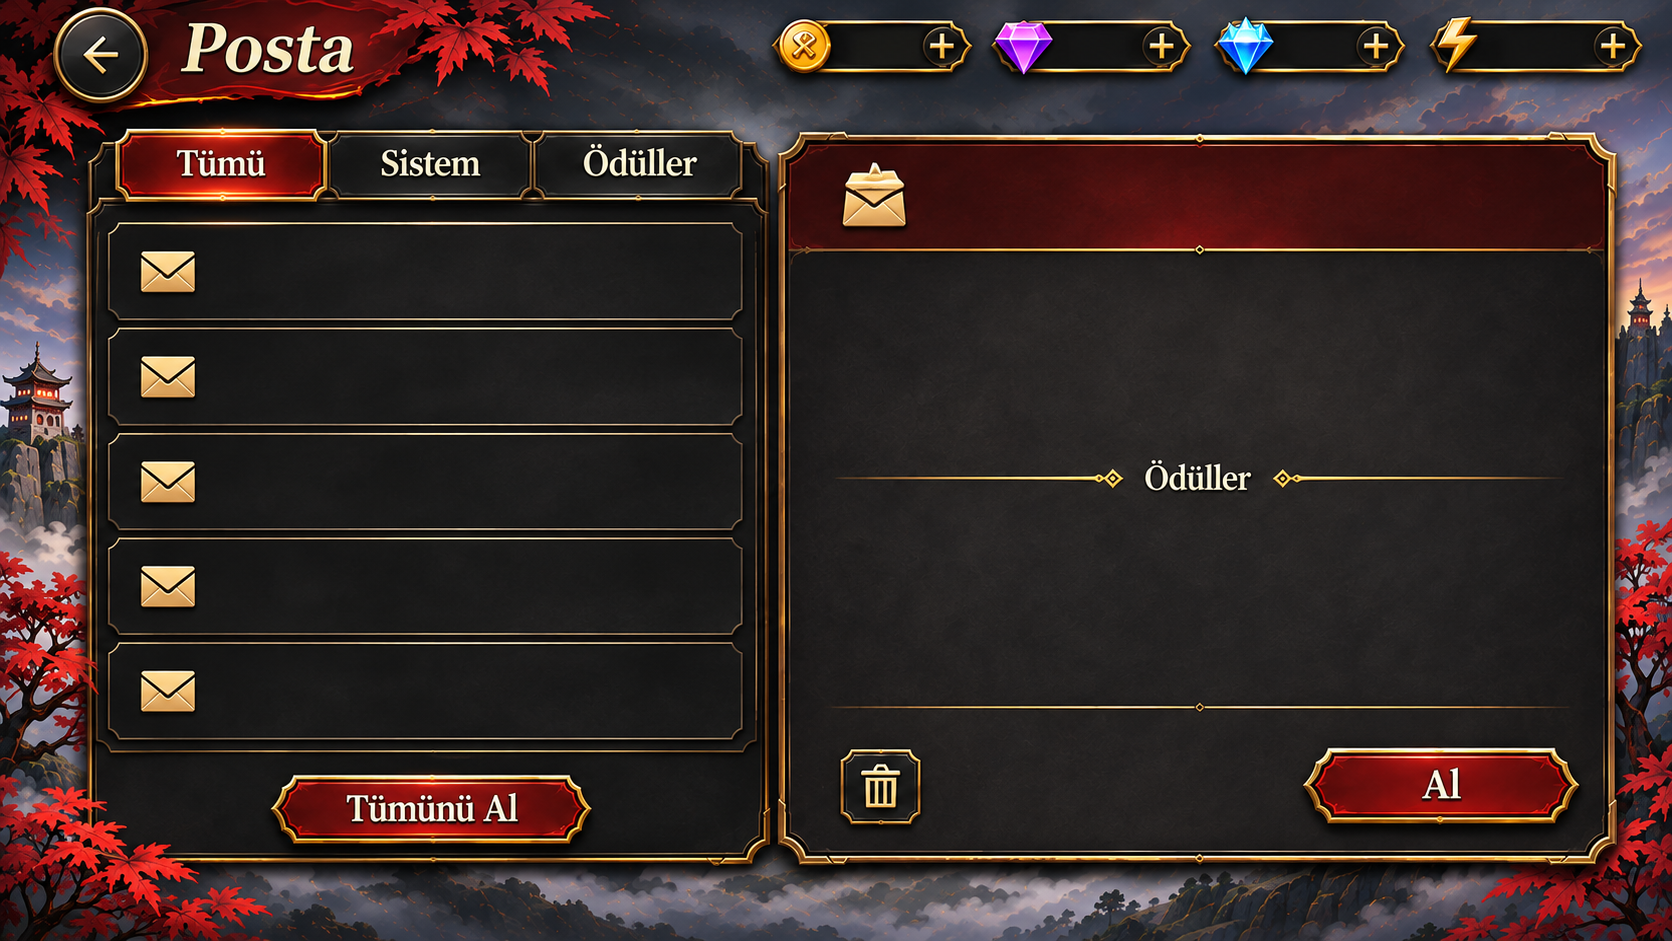 Posta
Tümü
Sistem
Ödüller
Ödüller
Tümünü Al
Al